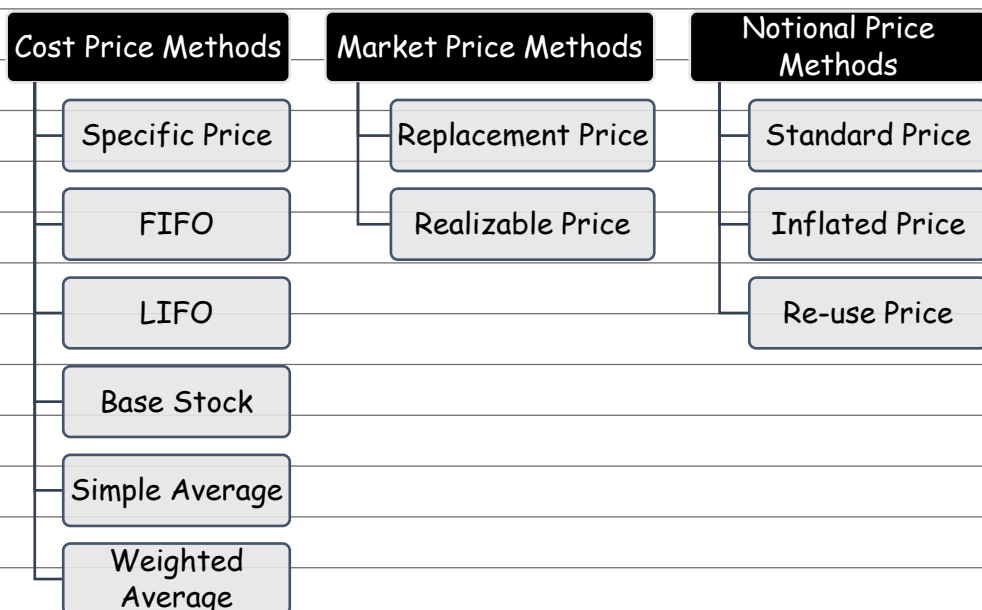 Cost Price Methods
Specific Price
FIFO
LIFO
Base Stock
Simple Average
Weighted
Average
Market Price Methods
Replacement Price
Realizable Price
Notional Price
Methods
Standard Price
Inflated Price
Re-use Price